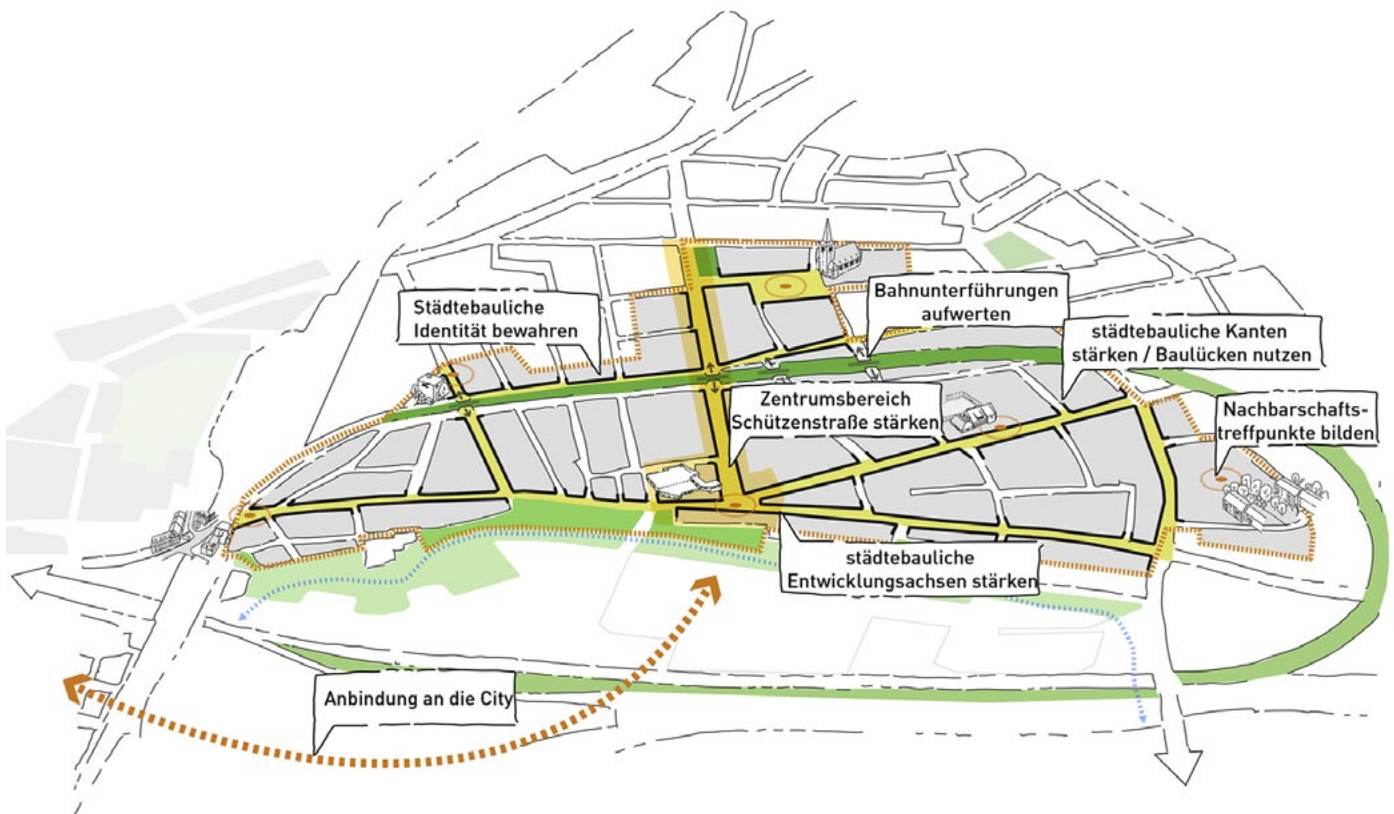 Städtebauliche
Identität bewahren
Bahnunterführungen
aufwerten
städtebauliche Kanten
stärken / Baulücken nutzen
Zentrumsbereich
Schützenstraße stärken
Nachbarschafts-
treffpunkte bilden
städtebauliche
Entwicklungsachsen stärken
Anbindung an die City